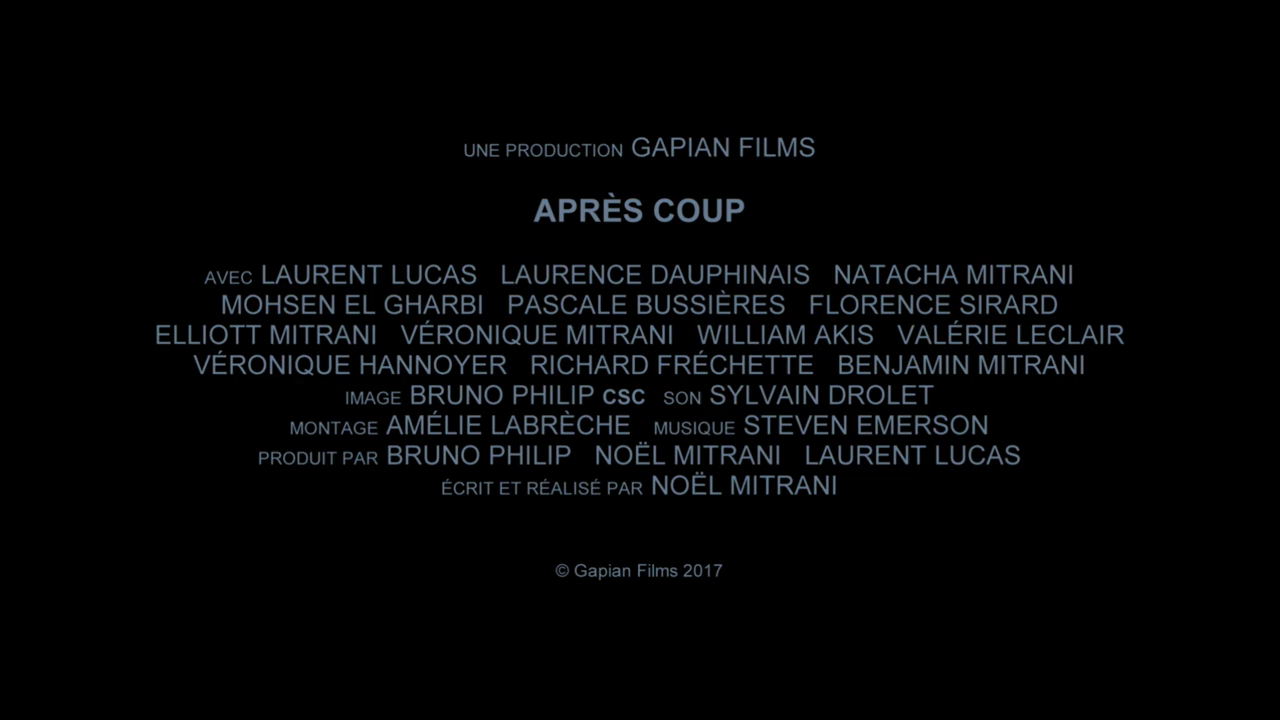 UNE PRODUCTION GAPIAN FILMS
APRÈS COUP
AVEC LAURENT LUCAS LAURENCE DAUPHINAIS NATACHA MITRANI
MOHSEN EL GHARBI PASCALE BUSSIÈRES FLORENCE SIRARD
ELLIOTT MITRANI VÉRONIQUE MITRANI WILLIAM AKIS VALÉRIE LECLAIR
VÉRONIQUE HANNOYER RICHARD FRÉCHETTE BENJAMIN MITRANI
IMAGE BRUNO PHILIP CSC SON SYLVAIN DROLET
MONTAGE AMÉLIE LABRÈCHE MUSIQUE STEVEN EMERSON
PRODUIT PAR BRUNO PHILIP NOËL MITRANI LAURENT LUCAS
ÉCRIT ET RÉALISÉ PAR NOËL MITRANI
© Gapian Films 2017